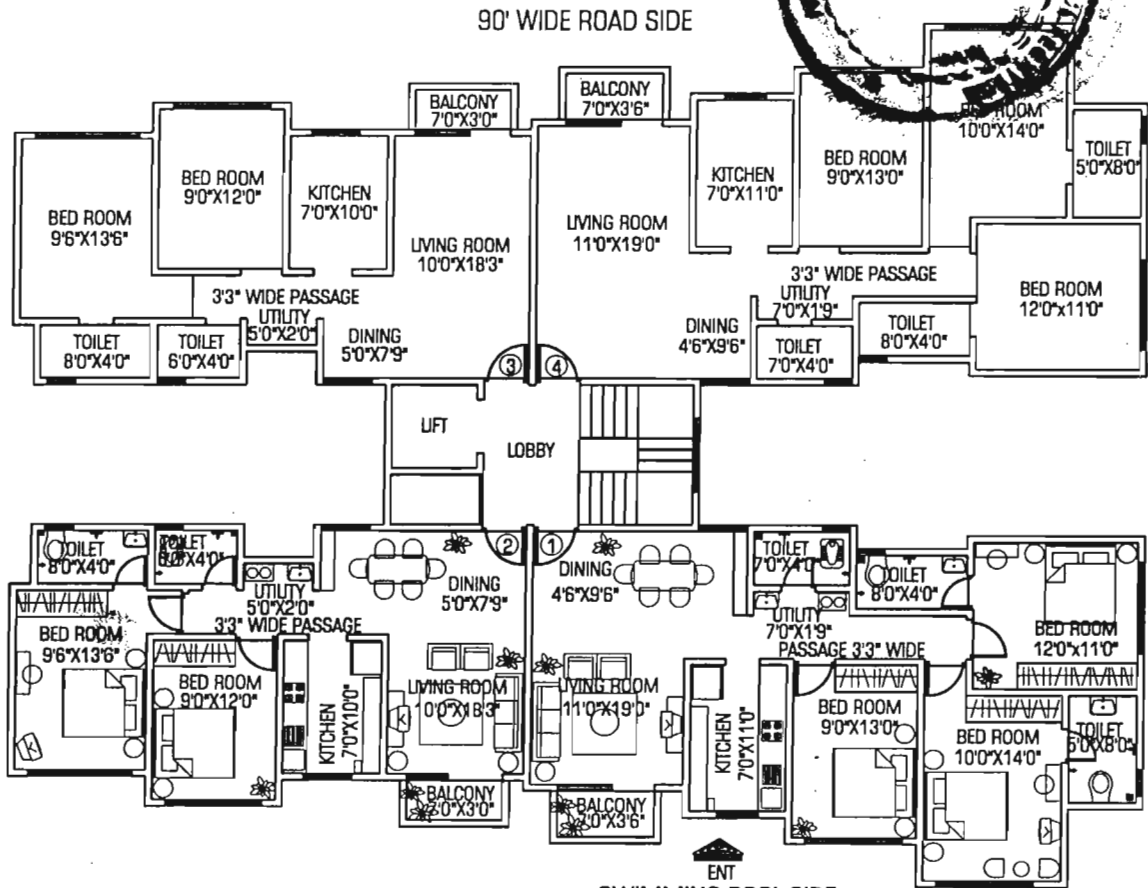 90' WIDE ROAD SIDE
BALCONY
7'0"X3'0"
BALCONY
7'0"X3'6"
BED ROOM
9'6"X13'6"
BED ROOM
9'0"X12'0"
KITCHEN
7'0"X10'0"
LIVING ROOM
10'0"X18'3"
LIVING ROOM
11'0"X19'0"
KITCHEN
7'0"X11'0"
BED ROOM
9'0"X13'0"
ROOM
10'0"X14'0"
TOILET
5'0"X8'0"
3'3" WIDE PASSAGE
UTILITY
5'0"X2'0"
DINING
5'0"X7'9"
TOILET
8'0"X4'0"
TOILET
6'0"X4'0"
3'3" WIDE PASSAGE
UTILITY
7'0"X1'9"
DINING
4'6"X9'6"
TOILET
7'0"X4'0"
TOILET
8'0"X4'0"
BED ROOM
12'0"x11'0"
3
4
LIFT
LOBBY
2
1
TOILET
8'0"X4'0"
TOILET
UTILITY
5'0"X2'0"
3'3" WIDE PASSAGE
DINING
5'0"X7'9"
DINING
4'6"X9'6"
TOILET
7'0"X4'0"
TOILET
8'0"X4'0"
UTILITY
7'0"X1'9"
PASSAGE 3'3" WIDE
BED ROOM
12'0"x11'0"
BED ROOM
9'6"X13'6"
BED ROOM
9'0"X12'0"
KITCHEN
7'0"X10'0"
LIVING ROOM
10'0"X18'3"
LIVING ROOM
11'0"X19'0"
KITCHEN
7'0"X11'0"
BED ROOM
9'0"X13'0"
BED ROOM
10'0"X14'0"
TOILET
5'0"X8'0"
BALCONY
7'0"X3'0"
BALCONY
7'0"X3'6"
ENT